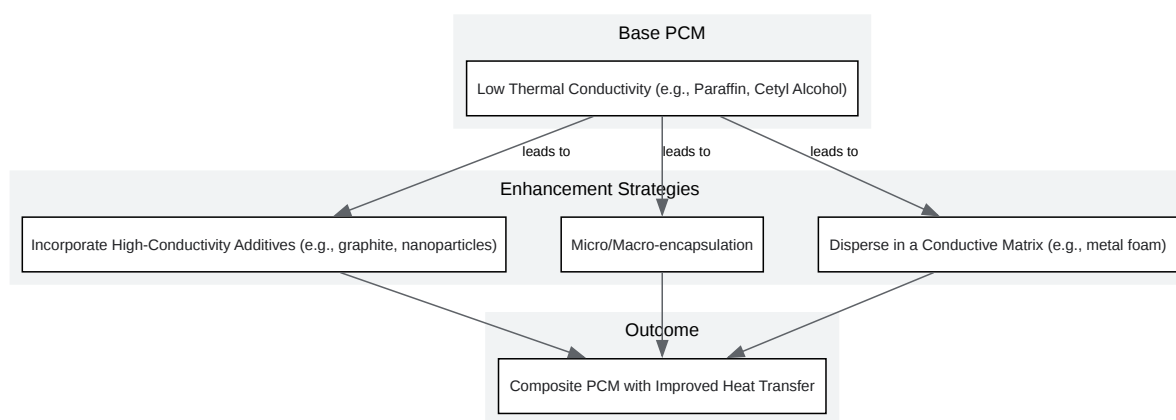 Base PCM
Low Thermal Conductivity (e.g., Paraffin, Cetyl Alcohol)
leads to
leads to
leads to
Enhancement Strategies
Incorporate High-Conductivity Additives (e.g., graphite, nanoparticles)
Micro/Macro-encapsulation
Disperse in a Conductive Matrix (e.g., metal foam)
Outcome
Composite PCM with Improved Heat Transfer